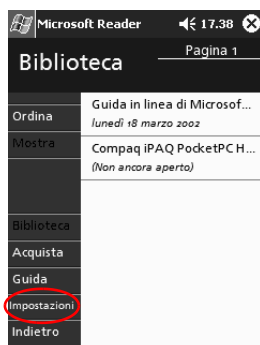 Microsoft Reader 17.38
Biblioteca
Pagina 1
Ordina
Mostra
Guida in linea di Microsof...
lunedì 18 marzo 2002
Compaq iPAQ PocketPC H...
(Non ancora aperto)
Biblioteca
Acquista
Guida
Impostazioni
Indietro